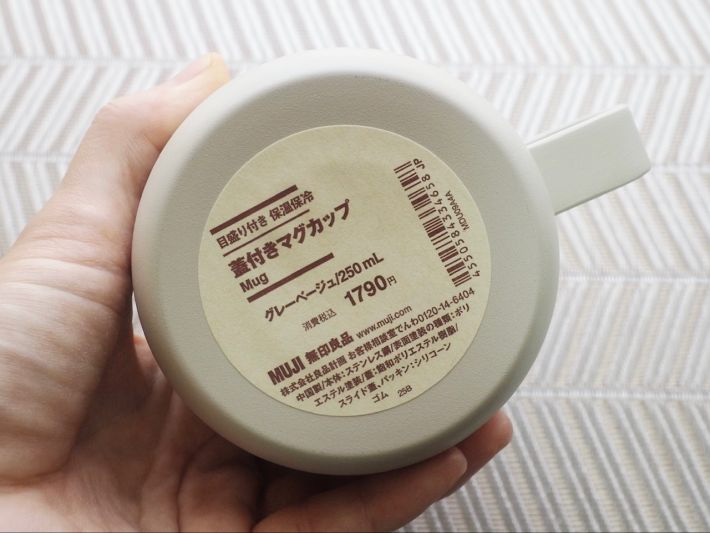 目盛り付き 保温保冷
蓋付きマグカップ
Mug
グレーベージュ/250mL
消費税込 1790円
MUJI 無印良品 www.muji.com
株式会社良品計画 お客様相談室でんわ0120-14-6404
中国製/本体:ステンレス鋼/表面塗装の種類:ポリ
エステル塗装/蓋:飽和ポリエステル樹脂/
スライド蓋、パッキン:シリコーン
ゴム 25B
4550584334658 JP
MDU09A4A